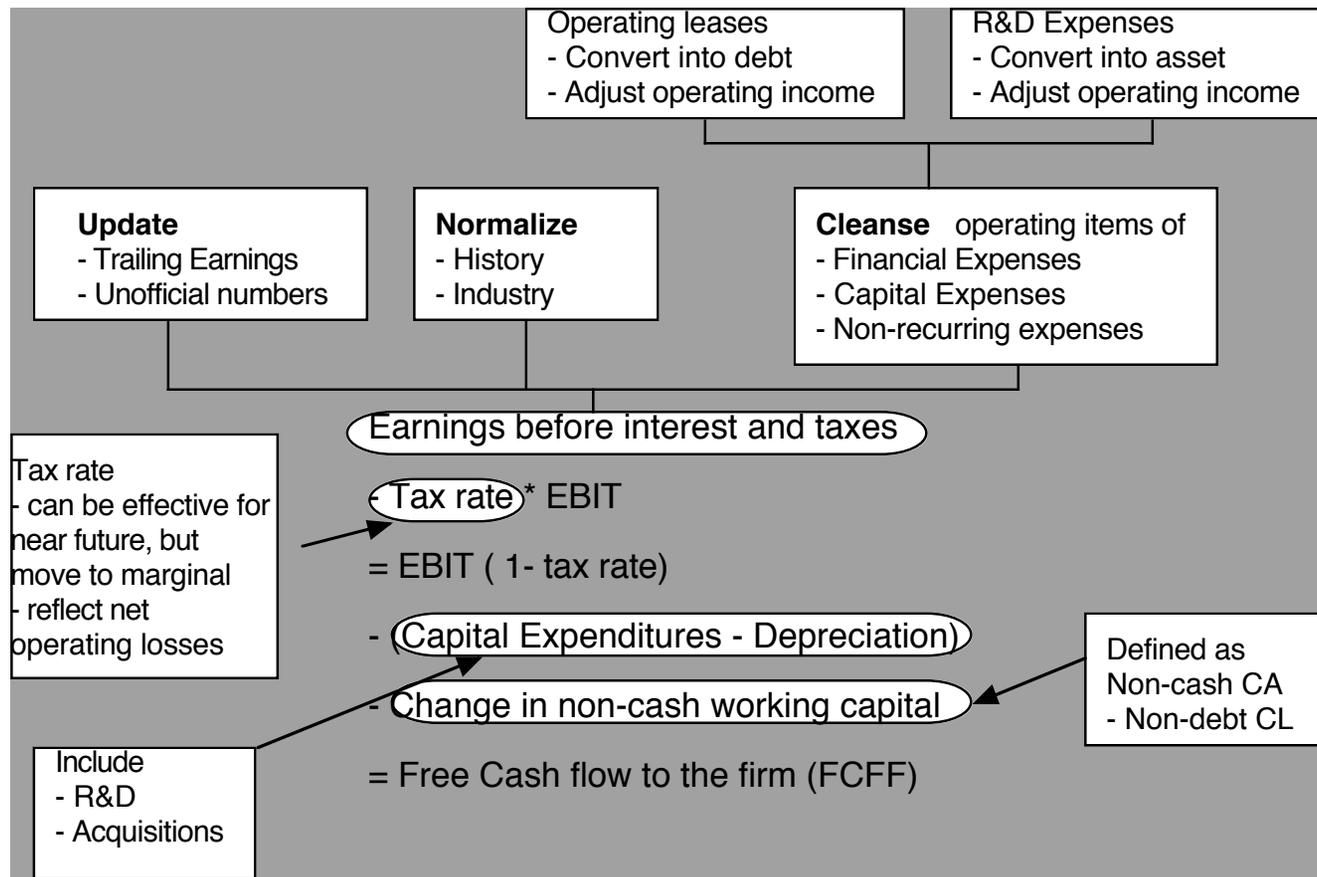 Operating leases
- Convert into debt
- Adjust operating income
R&D Expenses
- Convert into asset
- Adjust operating income
Update
- Trailing Earnings
- Unofficial numbers
Normalize
- History
- Industry
Cleanse operating items of
- Financial Expenses
- Capital Expenses
- Non-recurring expenses
Earnings before interest and taxes
- Tax rate * EBIT
= EBIT ( 1- tax rate)
- (Capital Expenditures - Depreciation)
- Change in non-cash working capital
= Free Cash flow to the firm (FCFF)
Tax rate
- can be effective for
near future, but
move to marginal
- reflect net
operating losses
Defined as
Non-cash CA
- Non-debt CL
Include
- R&D
- Acquisitions